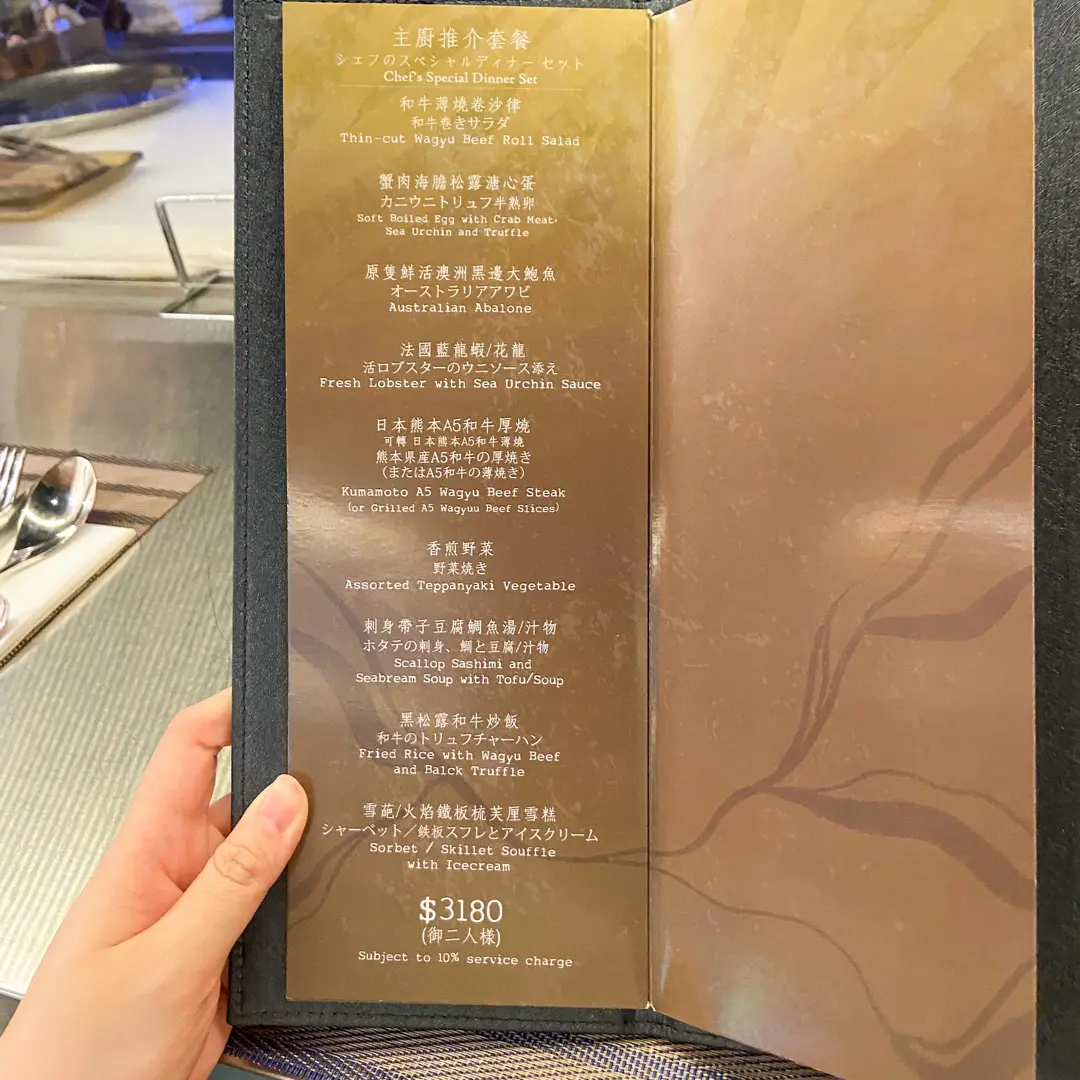 主廚推介套餐
シェフのスペシャルディナー セット
Chef's Special Dinner Set
和牛薄燒卷沙律
和牛巻きサラダ
Thin-cut Wagyu Beef Roll Salad
蟹肉海膽松露溏心蛋
カニウニトリュフ半熟卵
Soft Boiled Egg with Crab Meat,
Sea Urchin and Truffle
原隻鮮活澳洲黑邊大鮑魚
オーストラリアアワビ
Australian Abalone
法國藍龍蝦/花龍
活ロブスターのウニソース添え
Fresh Lobster with Sea Urchin Sauce
日本熊本A5和牛厚燒
可轉 日本熊本A5和牛薄燒
熊本県産A5和牛の厚焼き
(またはA5和牛の薄焼き)
Kumamoto A5 Wagyu Beef Steak
(or Grilled A5 Wagyuu Beef Slices)
香煎野菜
野菜焼き
Assorted Teppanyaki Vegetable
刺身帶子豆腐鯛魚湯/汁物
ホタテの刺身、鯛と豆腐/汁物
Scallop Sashimi and
Seabream Soup with Tofu/Soup
黑松露和牛炒飯
和牛のトリュフチャーハン
Fried Rice with Wagyu Beef
and Balck Truffle
雪葩/火焰鐵板梳芙厘雪糕
シャーベット／鉄板スフレとアイスクリーム
Sorbet / Skillet Souffle
with Icecream
$3180
(御二人様)
Subject to 10% service charge